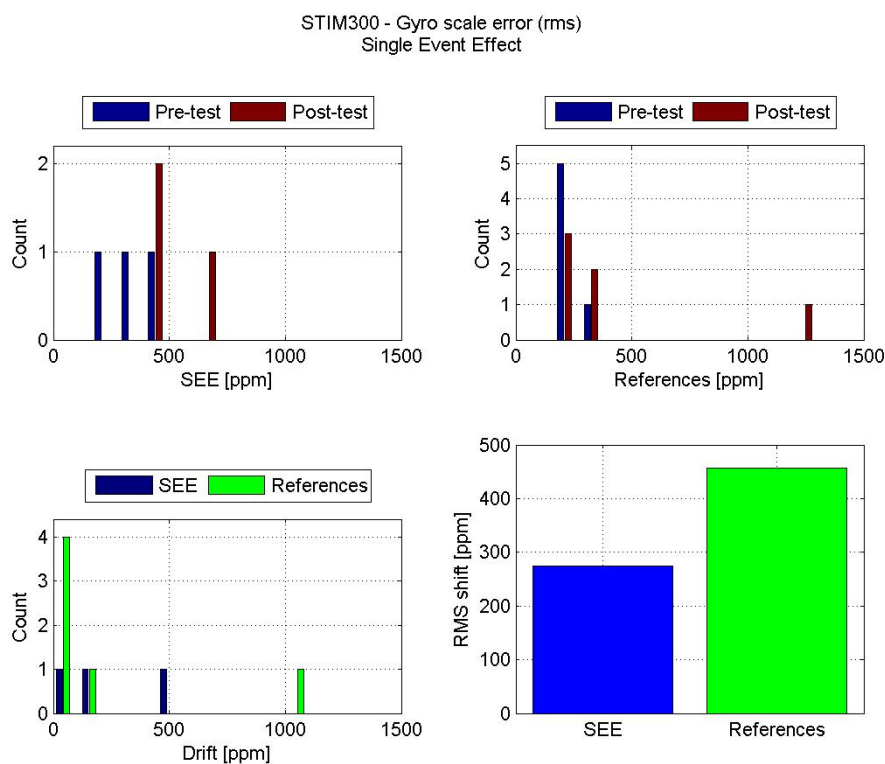 STIM300 - Gyro scale error (rms)
Single Event Effect
Pre-test Post-test
2
1
0
Count
0 500 1000 1500
SEE [ppm]
Pre-test Post-test
5
4
3
2
1
0
Count
0 500 1000 1500
References [ppm]
SEE References
4
3
2
1
0
Count
0 500 1000 1500
Drift [ppm]
500
400
300
200
100
0
RMS shift [ppm]
SEE References